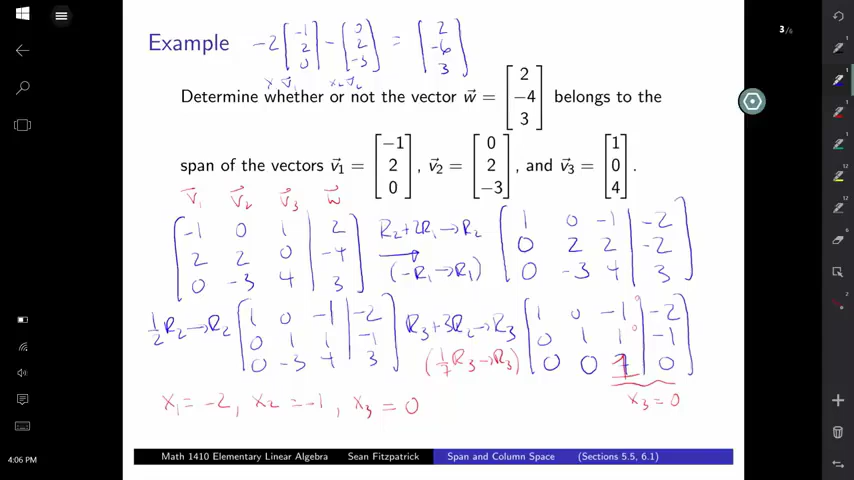 3/6
Example -2 [-1 2 0] - [0 2 -3] = [2 -6 3]
x₁v⃗₁ x₂v⃗₂
Determine whether or not the vector w⃗ = [2 −4 3] belongs to the
span of the vectors v⃗₁ = [−1 2 0], v⃗₂ = [0 2 −3], and v⃗₃ = [1 0 4].
v⃗₁ v⃗₂ v⃗₃ w⃗
[-1 0 1 | 2
2 2 0 | -4
0 -3 4 | 3]
R₂+2R₁→R₂
(-R₁→R₁)
[1 0 -1 | -2
0 2 2 | -2
0 -3 4 | 3]
½R₂→R₂
[1 0 -1 | -2
0 1 1 | -1
0 -3 4 | 3]
R₃+3R₂→R₃
(1/7 R₃→R₃)
[1 0 -1 | -2
0 1 1 | -1
0 0 1 | 0]
x₃=0
x₁ = -2, x₂ = -1, x₃ = 0
Math 1410 Elementary Linear Algebra Sean Fitzpatrick Span and Column Space (Sections 5.5, 6.1)
4:06 PM